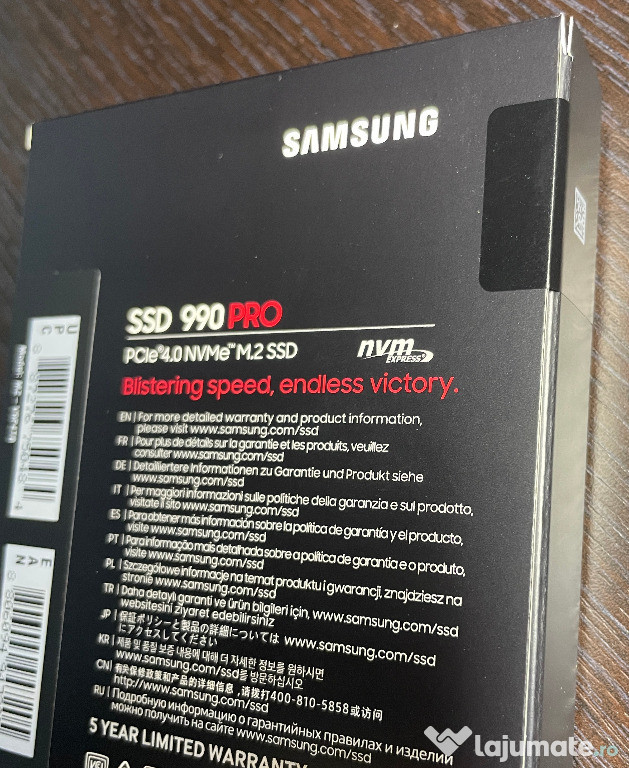 SAMSUNG
SSD 990 PRO
PCIe® 4.0 NVMe™ M.2 SSD
nvm
EXPRESS
Blistering speed, endless victory.
EN | For more detailed warranty and product information,
please visit www.samsung.com/ssd
FR | Pour plus de détails sur la garantie et les produits, veuillez
consulter www.samsung.com/ssd
DE | Detailliertere Informationen zu Garantie und Produkt siehe
www.samsung.com/ssd
IT | Per maggiori informazioni sulle politiche della garanzia e sul prodotto,
visitate il sito www.samsung.com/ssd
ES | Para obtener más información sobre la política de garantía y el producto,
visite www.samsung.com/ssd
PT | Para informação mais detalhada sobre a política de garantia e o produto,
visite www.samsung.com/ssd
PL | Szczegółowe informacje na temat produktu i gwarancji, znajdziesz na
stronie www.samsung.com/ssd
TR | Daha detaylı garanti ve ürün bilgileri için, www.samsung.com/ssd
websitesini ziyaret edebilirsiniz
JP | 保証ポリシーと製品の詳細については www.samsung.com/ssd
にアクセスしてください
KR | 제품 및 품질 보증 내용에 대해 더 자세한 정보를 원하시면
www.samsung.com/ssd를 방문하십시오
CN | 有关保修政策和产品的详细信息,请拨打400-810-5858或访问
http://www.samsung.com/ssd
RU | Подробную информацию о гарантийных правилах и изделии
можно получить на сайте www.samsung.com/ssd
5 YEAR LIMITED WARRANTY
UPC
EAN
lajumate.ro